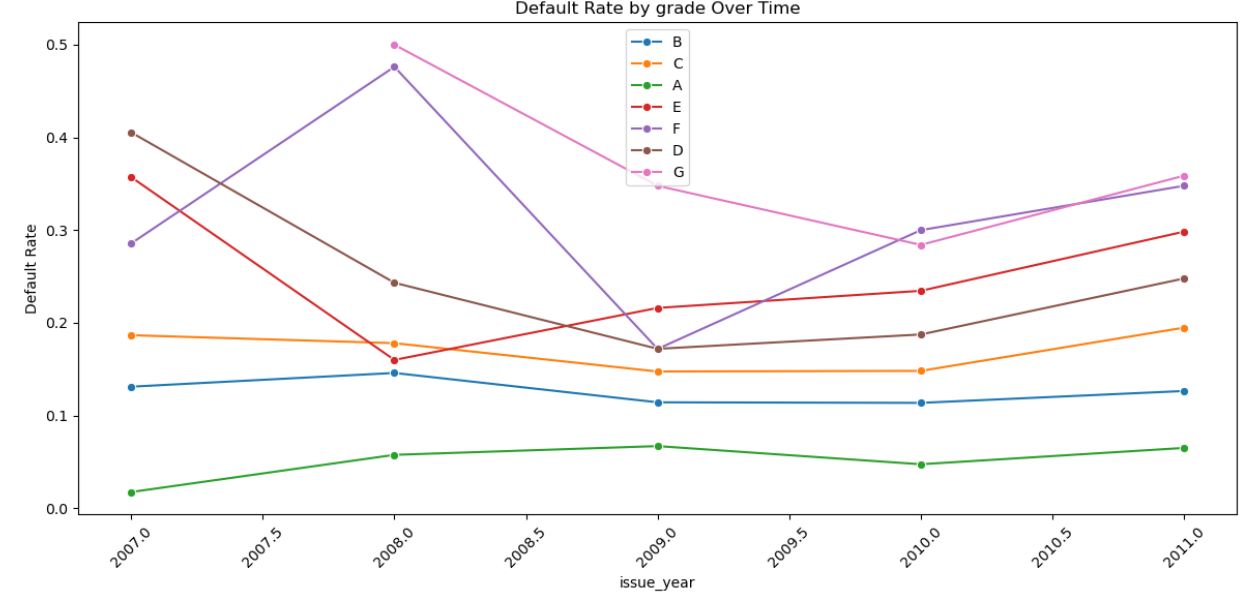 Default Rate by grade Over Time
B
C
A
E
F
D
G
Default Rate
0.5
0.4
0.3
0.2
0.1
0.0
2007.0
2007.5
2008.0
2008.5
2009.0
2009.5
2010.0
2010.5
2011.0
issue_year